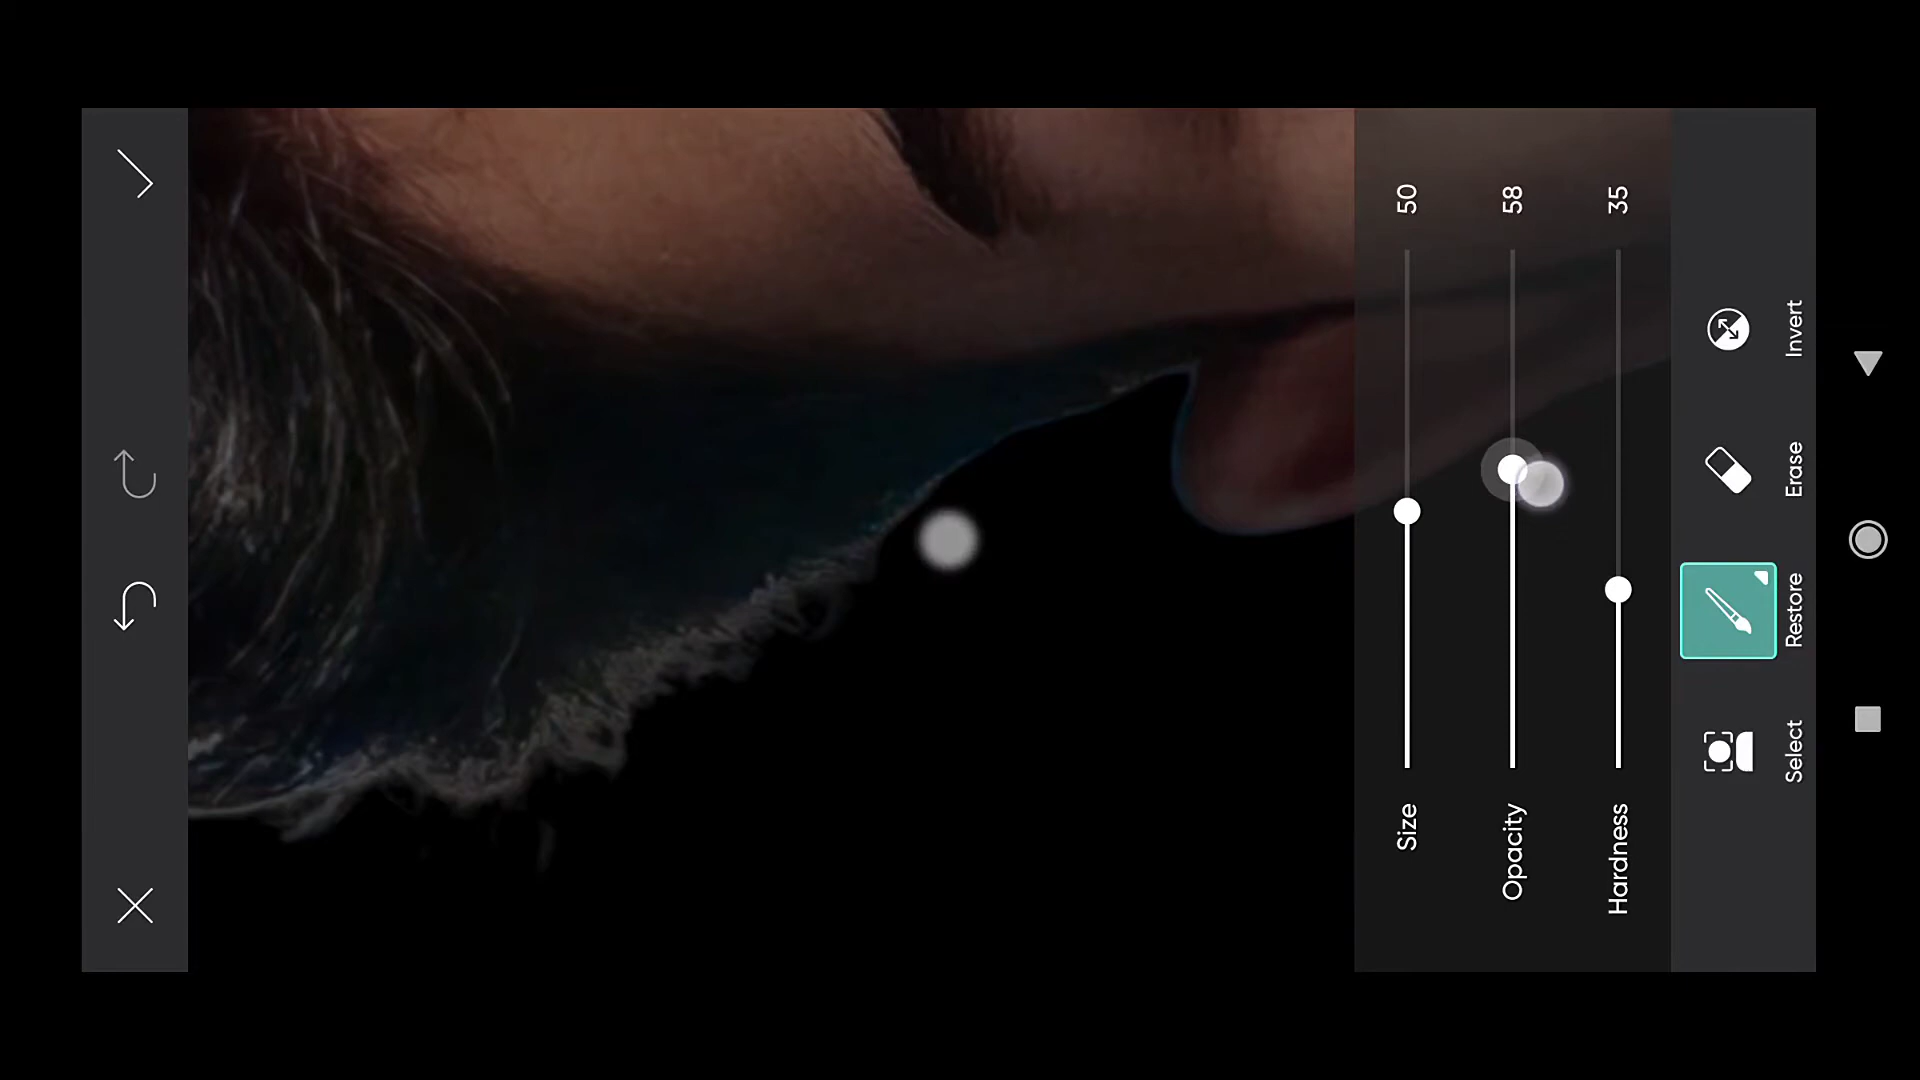 Size 50
Opacity 58
Hardness 35
Select
Restore
Erase
Invert